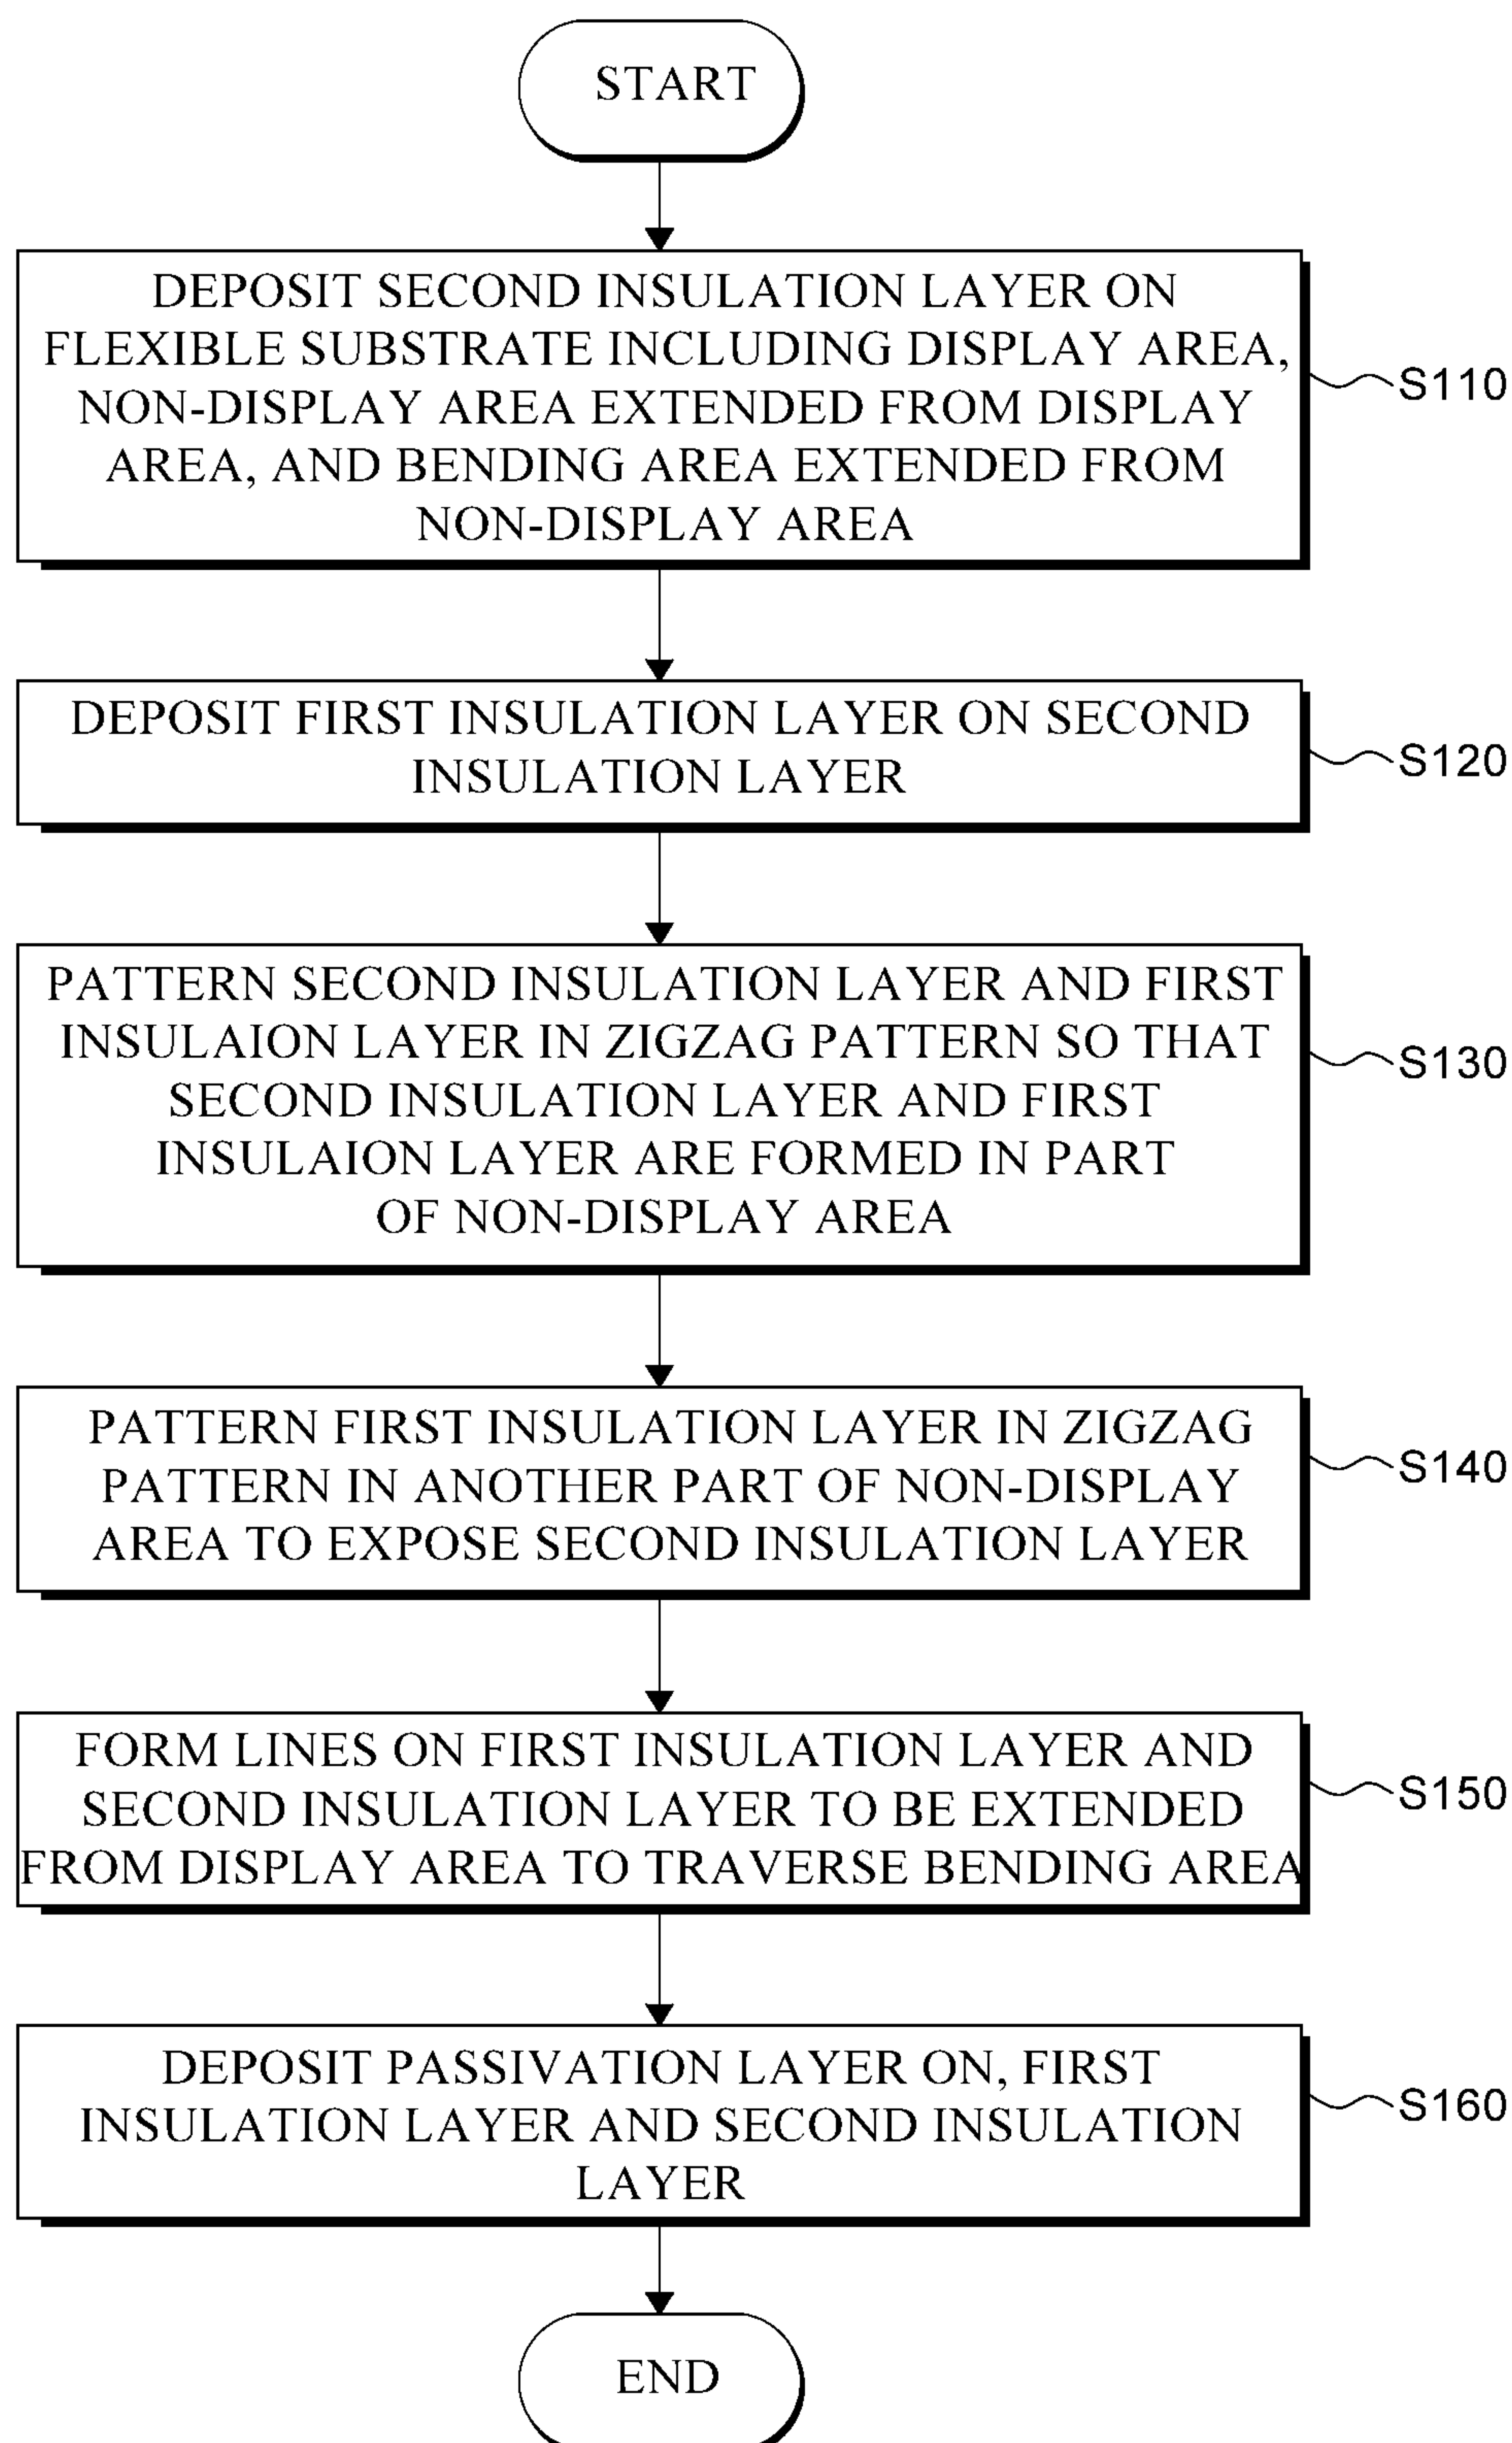 START
DEPOSIT SECOND INSULATION LAYER ON
FLEXIBLE SUBSTRATE INCLUDING DISPLAY AREA,
NON-DISPLAY AREA EXTENDED FROM DISPLAY
AREA, AND BENDING AREA EXTENDED FROM
NON-DISPLAY AREA
S110
DEPOSIT FIRST INSULATION LAYER ON SECOND
INSULATION LAYER
S120
PATTERN SECOND INSULATION LAYER AND FIRST
INSULAION LAYER IN ZIGZAG PATTERN SO THAT
SECOND INSULATION LAYER AND FIRST
INSULAION LAYER ARE FORMED IN PART
OF NON-DISPLAY AREA
S130
PATTERN FIRST INSULATION LAYER IN ZIGZAG
PATTERN IN ANOTHER PART OF NON-DISPLAY
AREA TO EXPOSE SECOND INSULATION LAYER
S140
FORM LINES ON FIRST INSULATION LAYER AND
SECOND INSULATION LAYER TO BE EXTENDED
FROM DISPLAY AREA TO TRAVERSE BENDING AREA
S150
DEPOSIT PASSIVATION LAYER ON, FIRST
INSULATION LAYER AND SECOND INSULATION
LAYER
S160
END